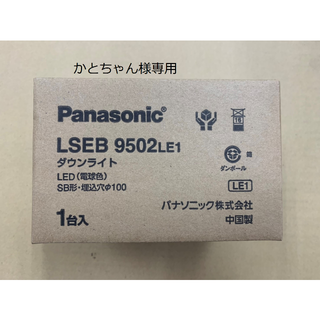 かとちゃん様専用
Panasonic
LSEB 9502LE1
ダウンライト
LED(電球色)
SB形・埋込穴φ100
1台入
ダンボール
LE1
パナソニック株式会社
中国製